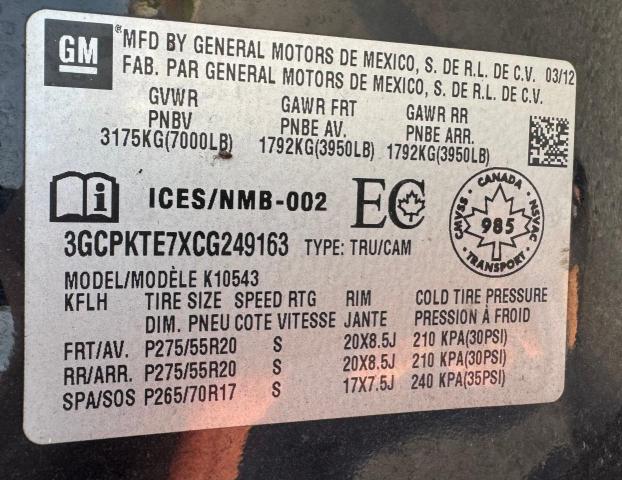 GM
® MFD BY GENERAL MOTORS DE MEXICO, S. DE R.L. DE C.V. 03/12
FAB. PAR GENERAL MOTORS DE MEXICO, S. DE R.L. DE C.V.
GVWR GAWR FRT GAWR RR
PNBV PNBE AV. PNBE ARR.
3175KG(7000LB) 1792KG(3950LB) 1792KG(3950LB)
i ICES/NMB-002 EC
CANADA CMVSS NSVAC 985 TRANSPORT
3GCPKTE7XCG249163 TYPE: TRU/CAM
MODEL/MODÈLE K10543
KFLH TIRE SIZE SPEED RTG RIM COLD TIRE PRESSURE
DIM. PNEU COTE VITESSE JANTE PRESSION À FROID
FRT/AV. P275/55R20 S 20X8.5J 210 KPA(30PSI)
RR/ARR. P275/55R20 S 20X8.5J 210 KPA(30PSI)
SPA/SOS P265/70R17 S 17X7.5J 240 KPA(35PSI)